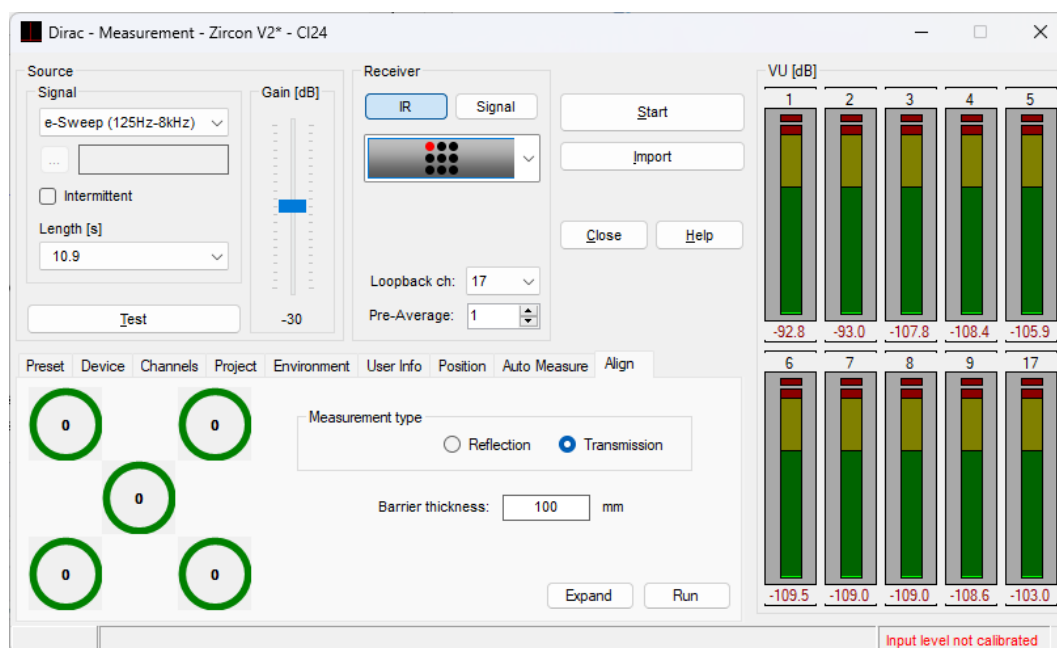 Dirac - Measurement - Zircon V2* - CI24
Source
Signal
e-Sweep (125Hz-8kHz)
...
Intermittent
Length [s]
10.9
Test
Gain [dB]
-30
Receiver
IR
Signal
Loopback ch:
17
Pre-Average:
1
Start
Import
Close
Help
VU [dB]
1 2 3 4 5
-92.8 -93.0 -107.8 -108.4 -105.9
6 7 8 9 17
-109.5 -109.0 -109.0 -108.6 -103.0
Preset Device Channels Project Environment User Info Position Auto Measure Align
0 0
0
0 0
Measurement type
Reflection Transmission
Barrier thickness: 100 mm
Expand Run
Input level not calibrated